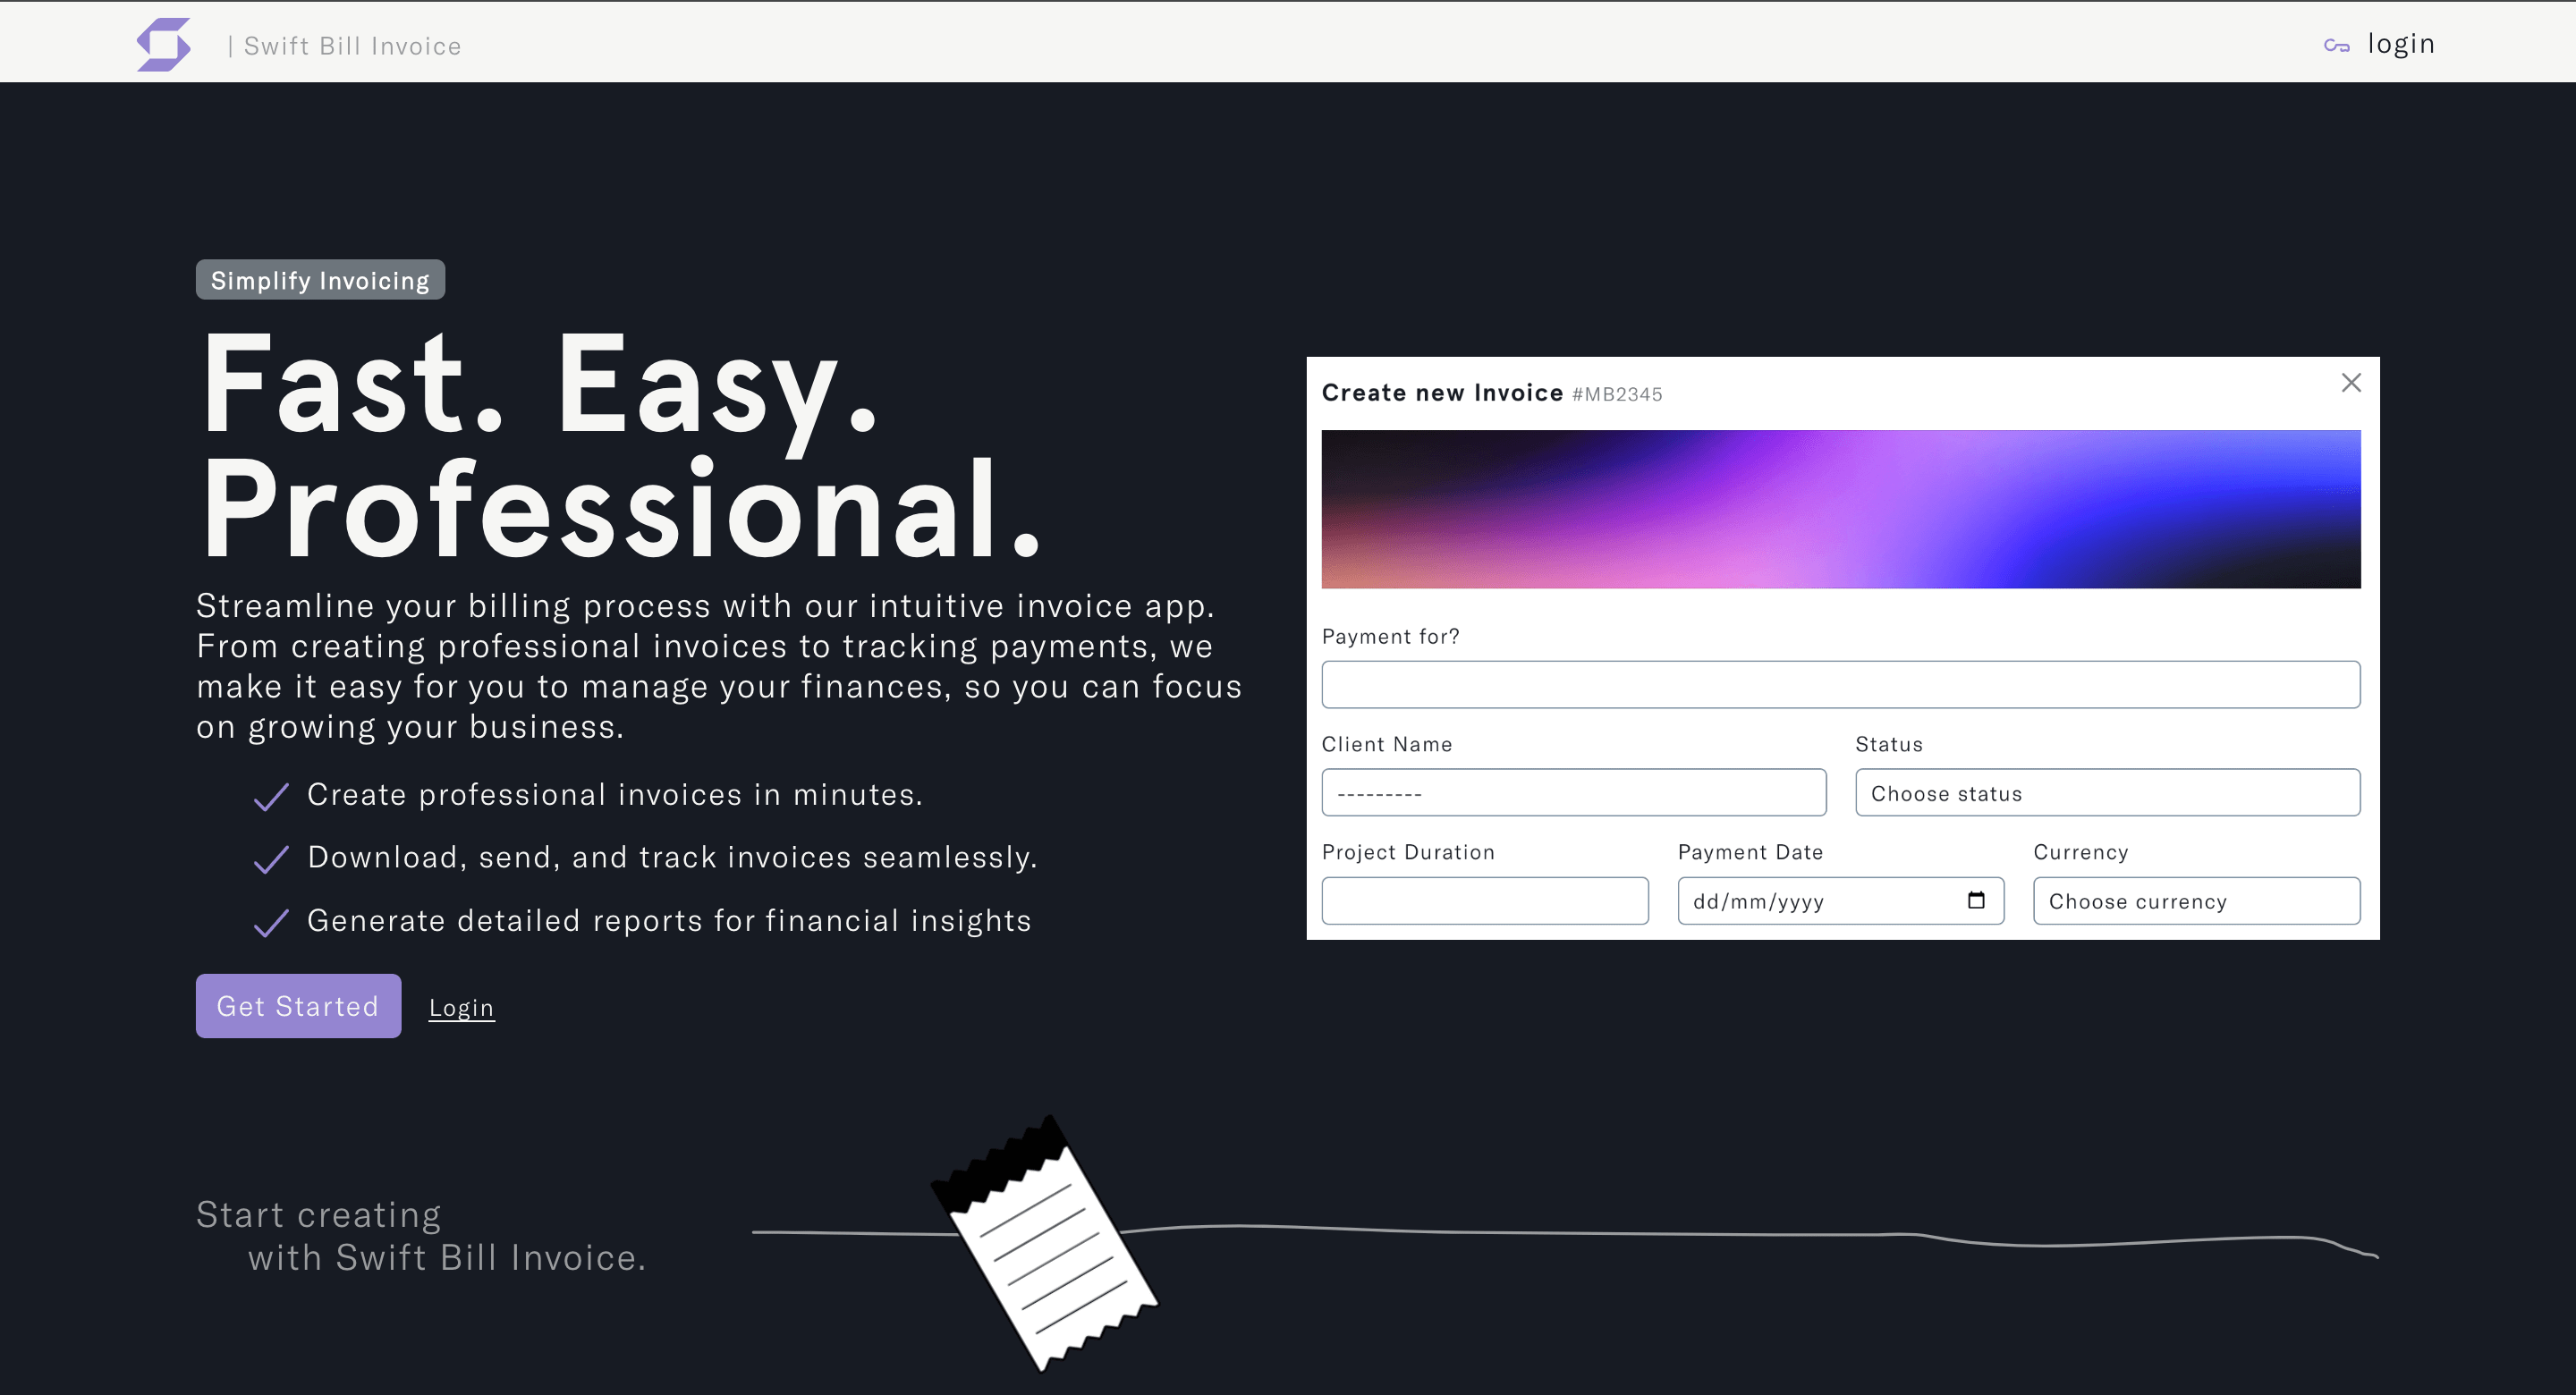 | Swift Bill Invoice
login
Simplify Invoicing
Fast. Easy.
Professional.
Streamline your billing process with our intuitive invoice app.
From creating professional invoices to tracking payments, we
make it easy for you to manage your finances, so you can focus
on growing your business.
Create professional invoices in minutes.
Download, send, and track invoices seamlessly.
Generate detailed reports for financial insights
Get Started
Login
Create new Invoice #MB2345
Payment for?
Client Name
Status
---------
Choose status
Project Duration
Payment Date
Currency
dd/mm/yyyy
Choose currency
Start creating
with Swift Bill Invoice.